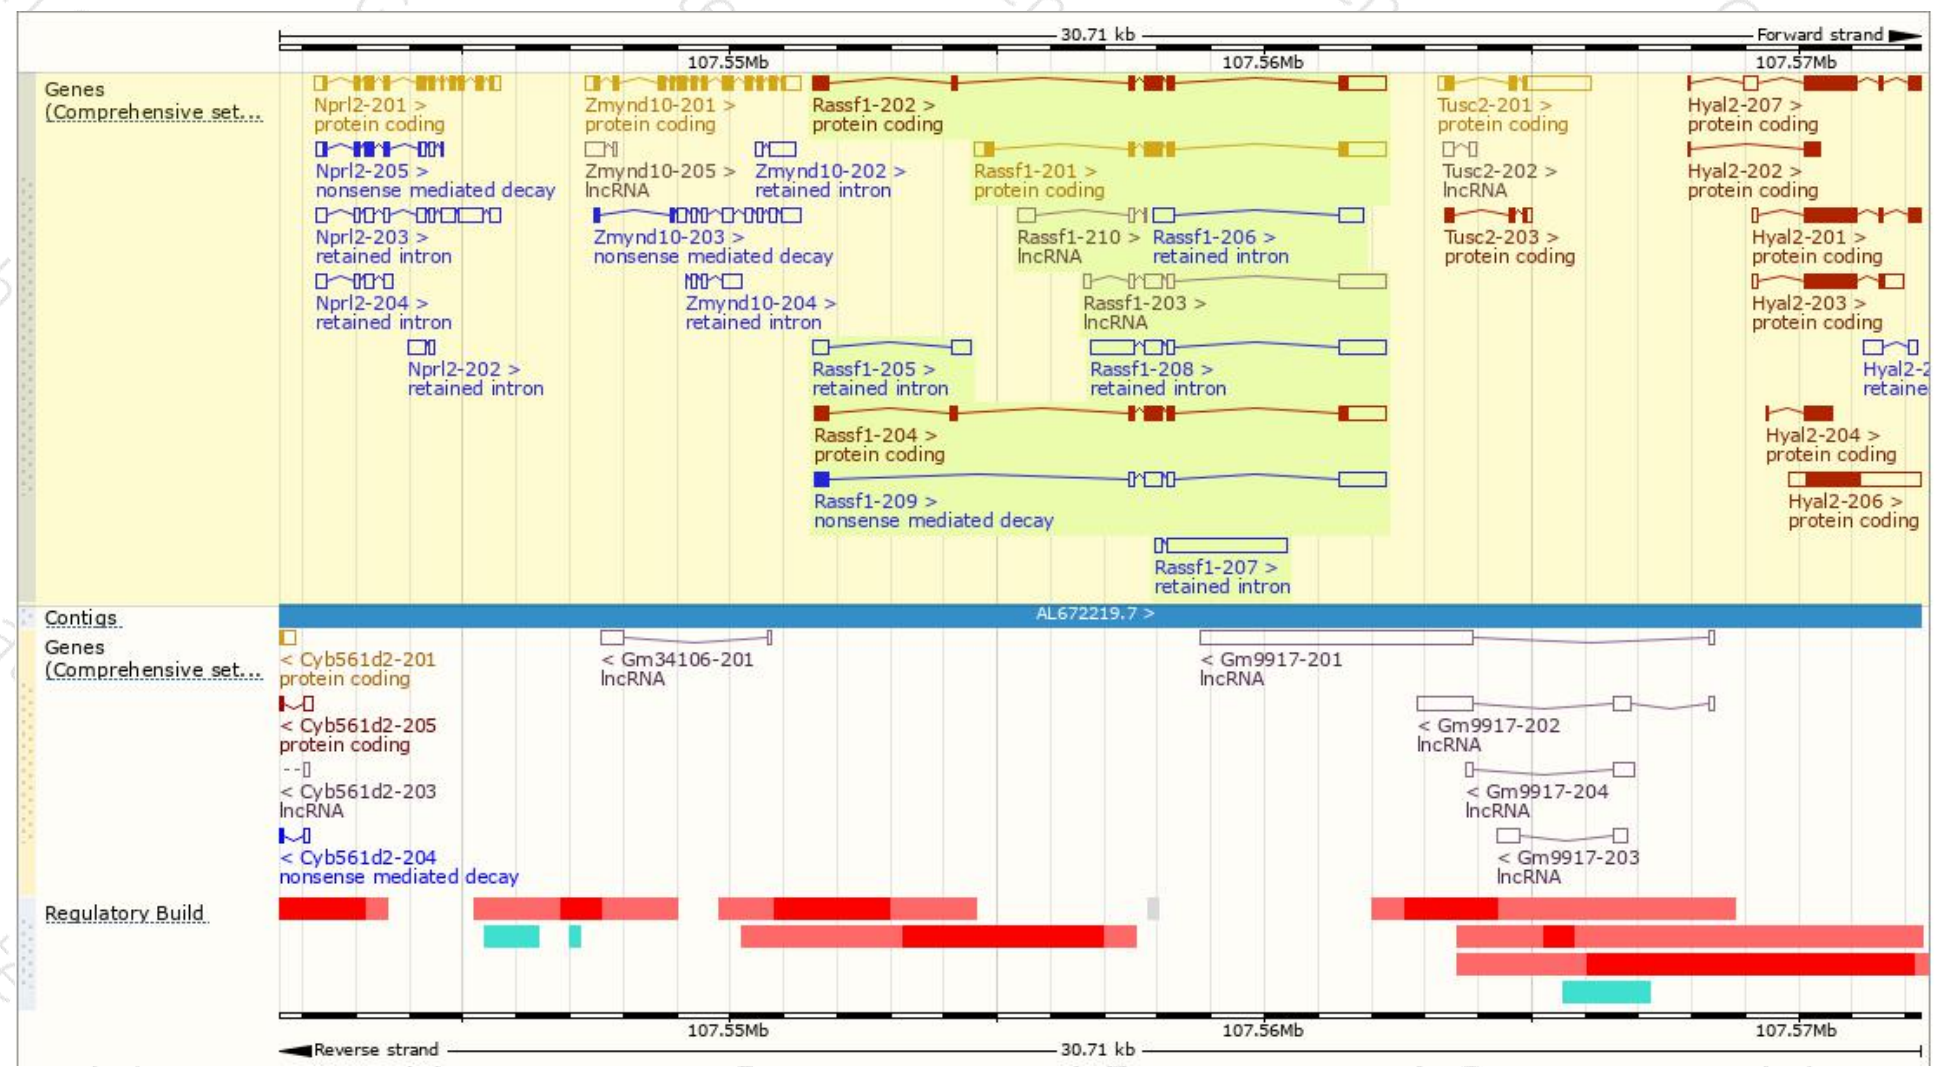 30.71 kb
Forward strand
107.55Mb 107.56Mb 107.57Mb
Genes
(Comprehensive set...
Nprl2-201 >
protein coding
Zmynd10-201 >
protein coding
Rassf1-202 >
protein coding
Tusc2-201 >
protein coding
Hyal2-207 >
protein coding
Nprl2-205 >
nonsense mediated decay
Zmynd10-205 >
lncRNA
Zmynd10-202 >
retained intron
Rassf1-201 >
protein coding
Tusc2-202 >
lncRNA
Hyal2-202 >
protein coding
Nprl2-203 >
retained intron
Zmynd10-203 >
nonsense mediated decay
Rassf1-210 >
lncRNA
Rassf1-206 >
retained intron
Tusc2-203 >
protein coding
Hyal2-201 >
protein coding
Nprl2-204 >
retained intron
Zmynd10-204 >
retained intron
Rassf1-203 >
lncRNA
Hyal2-203 >
protein coding
Nprl2-202 >
retained intron
Rassf1-205 >
retained intron
Rassf1-208 >
retained intron
Hyal2-2
retaine
Rassf1-204 >
protein coding
Hyal2-204 >
protein coding
Rassf1-209 >
nonsense mediated decay
Hyal2-206 >
protein coding
Rassf1-207 >
retained intron
Contigs
AL672219.7 >
Genes
(Comprehensive set...
< Cyb561d2-201
protein coding
< Gm34106-201
lncRNA
< Gm9917-201
lncRNA
< Cyb561d2-205
protein coding
< Gm9917-202
lncRNA
< Cyb561d2-203
lncRNA
< Gm9917-204
lncRNA
< Cyb561d2-204
nonsense mediated decay
< Gm9917-203
lncRNA
Regulatory Build
107.55Mb 107.56Mb 107.57Mb
Reverse strand
30.71 kb